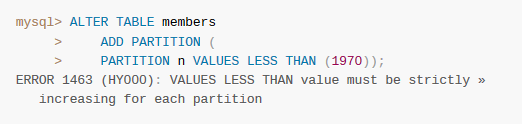 mysql> ALTER TABLE members
> ADD PARTITION (
> PARTITION n VALUES LESS THAN (1970));
ERROR 1463 (HY000): VALUES LESS THAN value must be strictly »
increasing for each partition